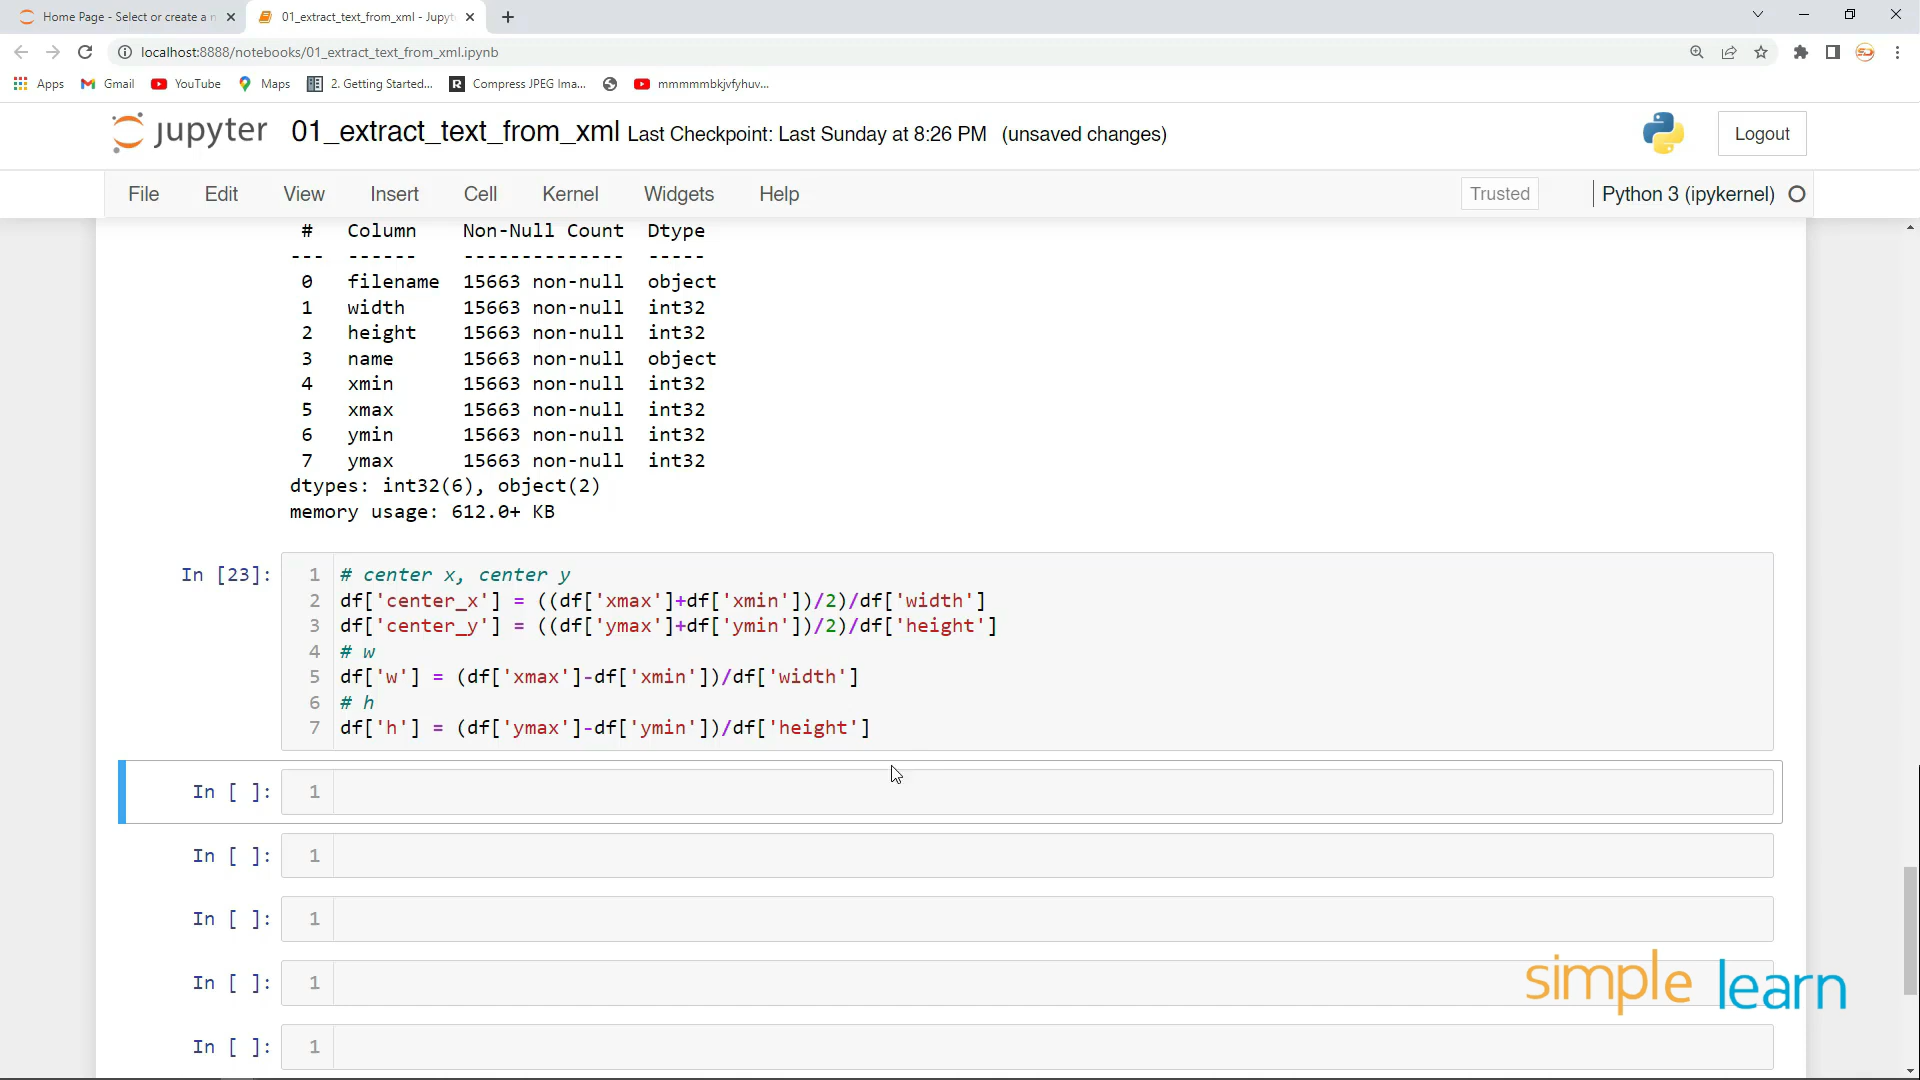 Home Page - Select or create a n
01_extract_text_from_xml - Jupyt
localhost:8888/notebooks/01_extract_text_from_xml.ipynb
Apps Gmail YouTube Maps 2. Getting Started... Compress JPEG Ima... mmmmmbkjvfyhuv...
jupyter 01_extract_text_from_xml Last Checkpoint: Last Sunday at 8:26 PM (unsaved changes) Logout
File Edit View Insert Cell Kernel Widgets Help Trusted Python 3 (ipykernel)
# Column Non-Null Count Dtype
--- ------ -------------- -----
0 filename 15663 non-null object
1 width 15663 non-null int32
2 height 15663 non-null int32
3 name 15663 non-null object
4 xmin 15663 non-null int32
5 xmax 15663 non-null int32
6 ymin 15663 non-null int32
7 ymax 15663 non-null int32
dtypes: int32(6), object(2)
memory usage: 612.0+ KB
In [23]: 1 # center x, center y
2 df['center_x'] = ((df['xmax']+df['xmin'])/2)/df['width']
3 df['center_y'] = ((df['ymax']+df['ymin'])/2)/df['height']
4 # w
5 df['w'] = (df['xmax']-df['xmin'])/df['width']
6 # h
7 df['h'] = (df['ymax']-df['ymin'])/df['height']
In [ ]: 1
In [ ]: 1
In [ ]: 1
In [ ]: 1
In [ ]: 1
simple learn